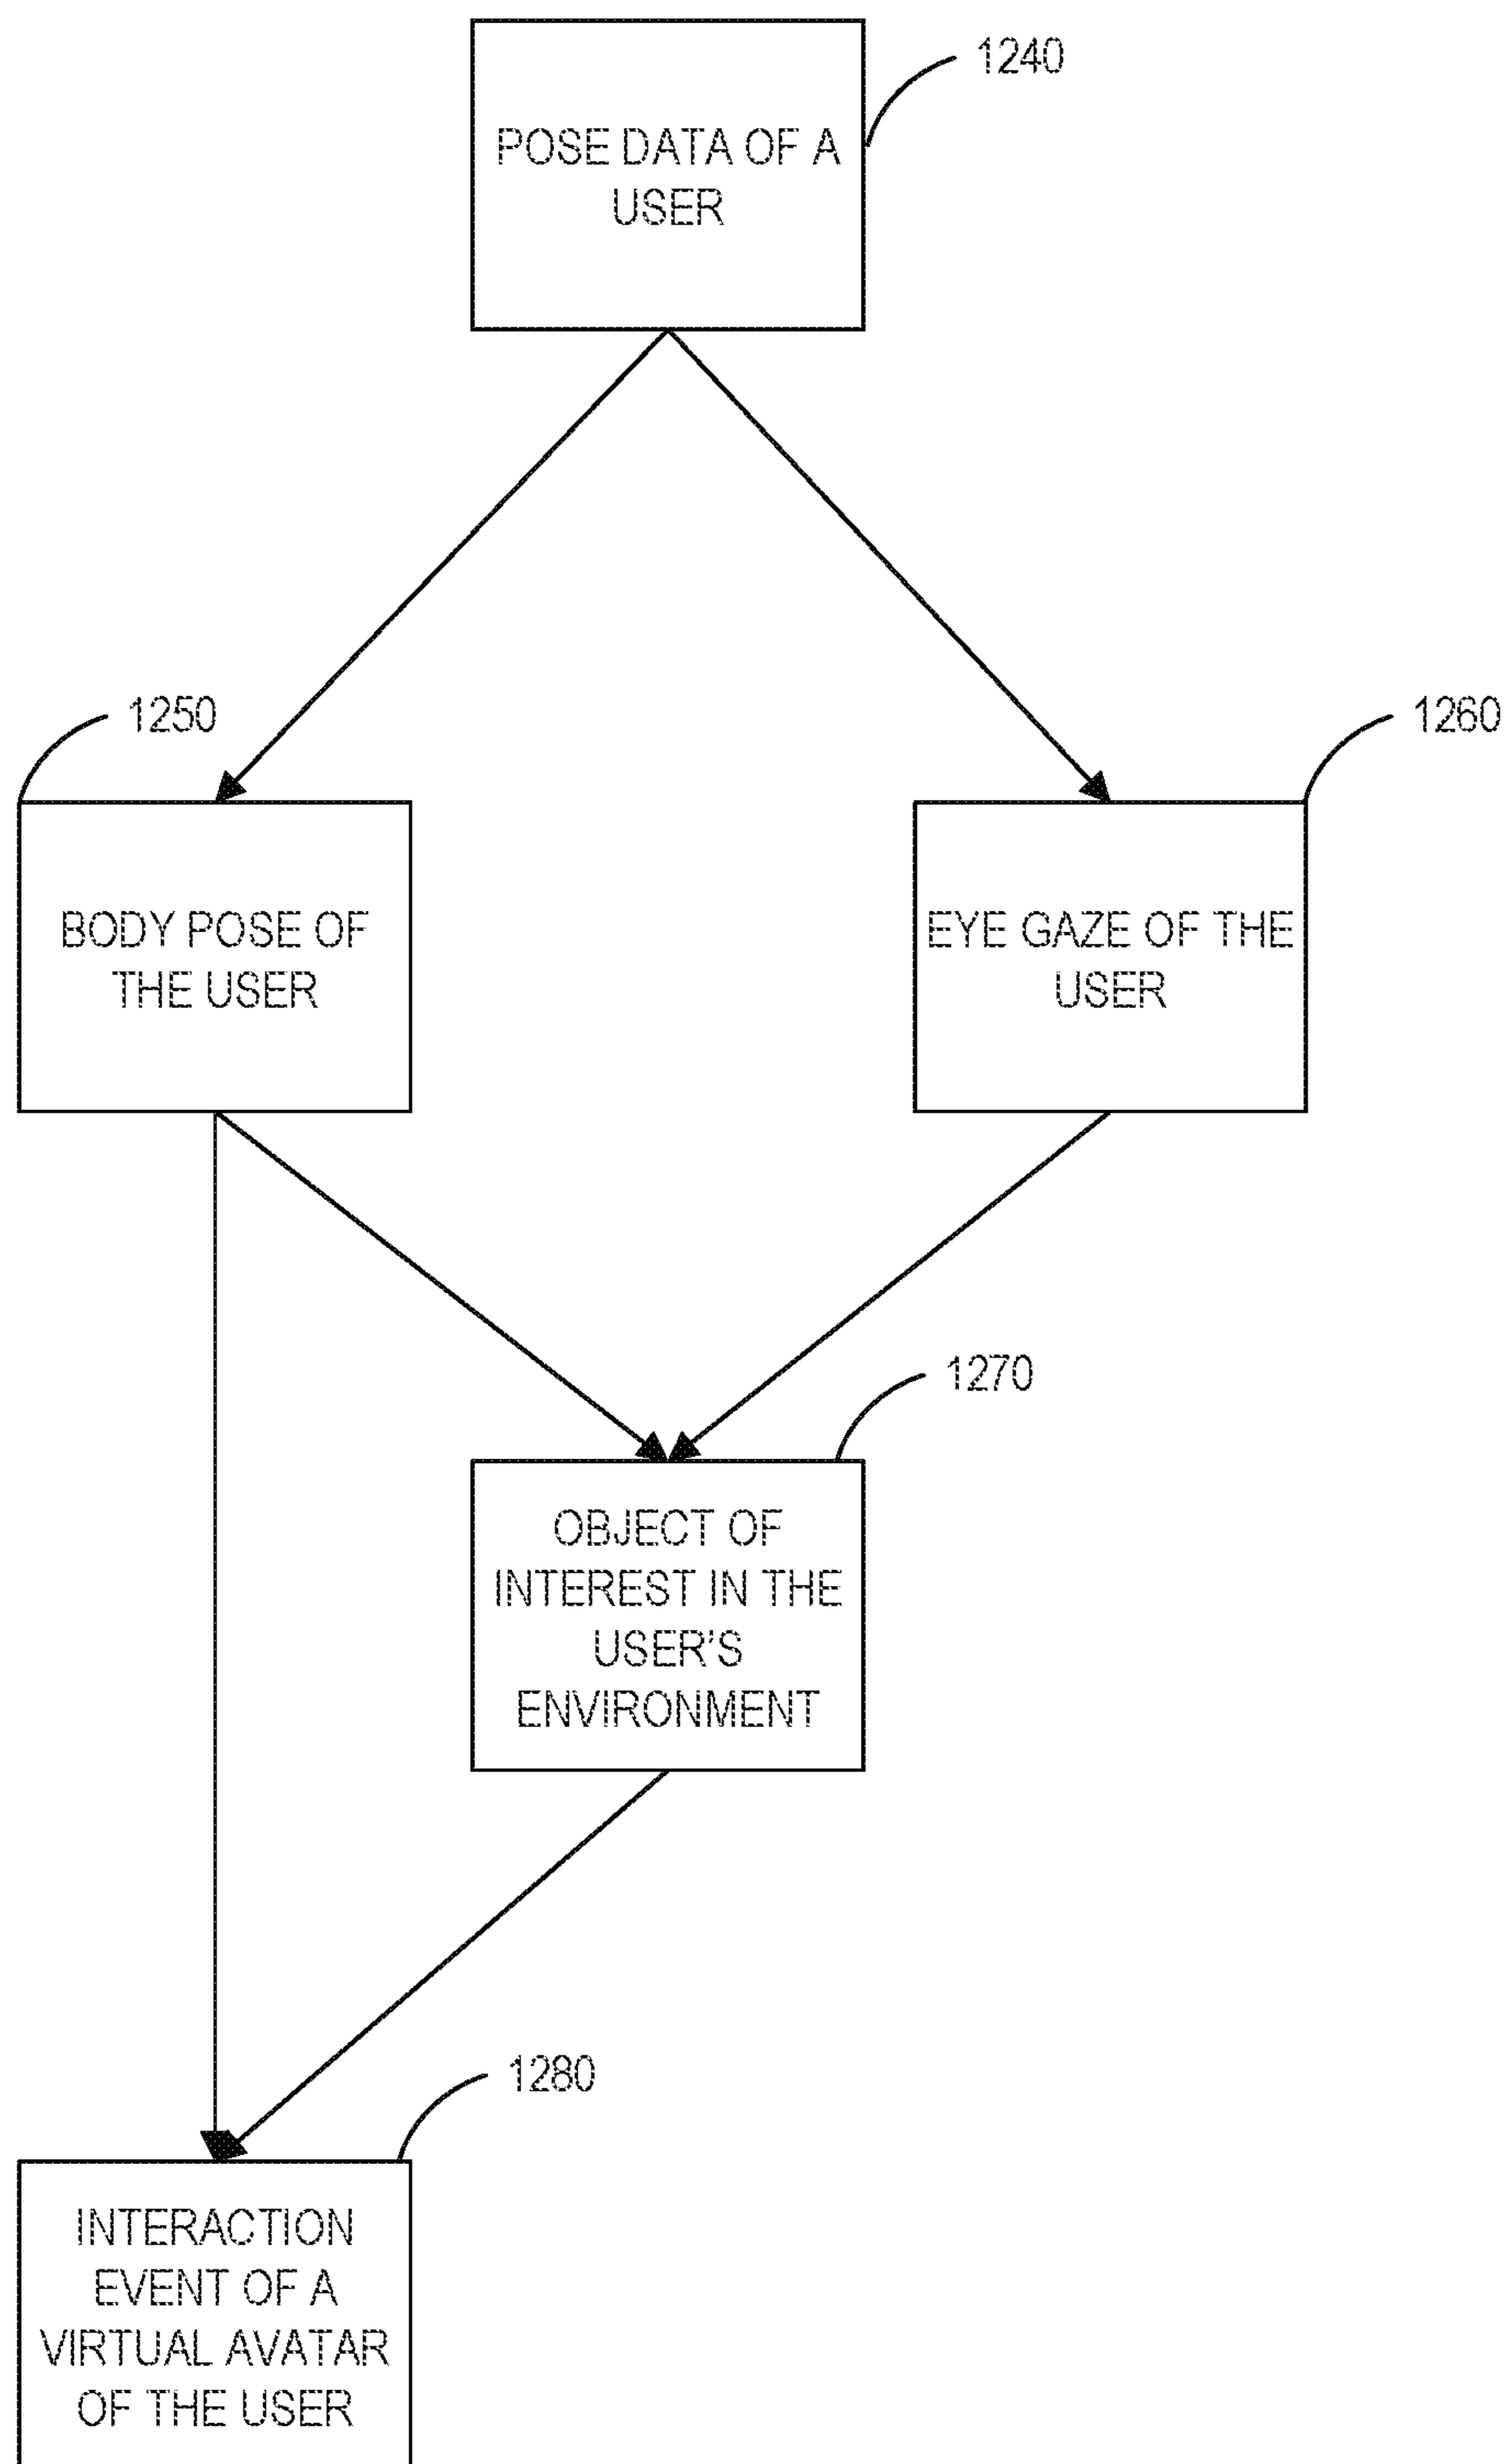 1240
POSE DATA OF A
USER
1250
1260
BODY POSE OF
THE USER
EYE GAZE OF THE
USER
1270
OBJECT OF
INTEREST IN THE
USER'S
ENVIRONMENT
1280
INTERACTION
EVENT OF A
VIRTUAL AVATAR
OF THE USER